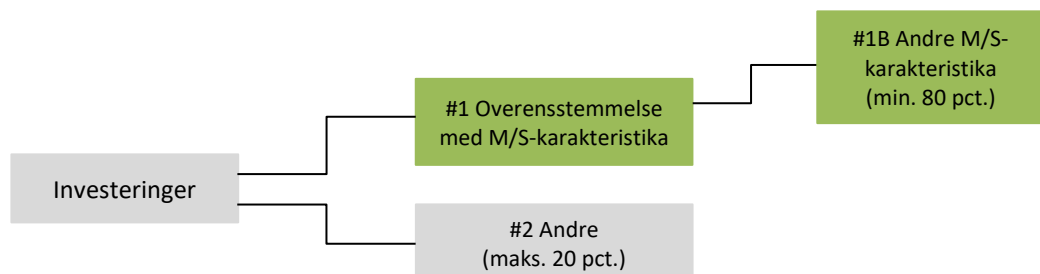 Investeringer
#1 Overensstemmelse
med M/S-karakteristika
#2 Andre
(maks. 20 pct.)
#1B Andre M/S-
karakteristika
(min. 80 pct.)